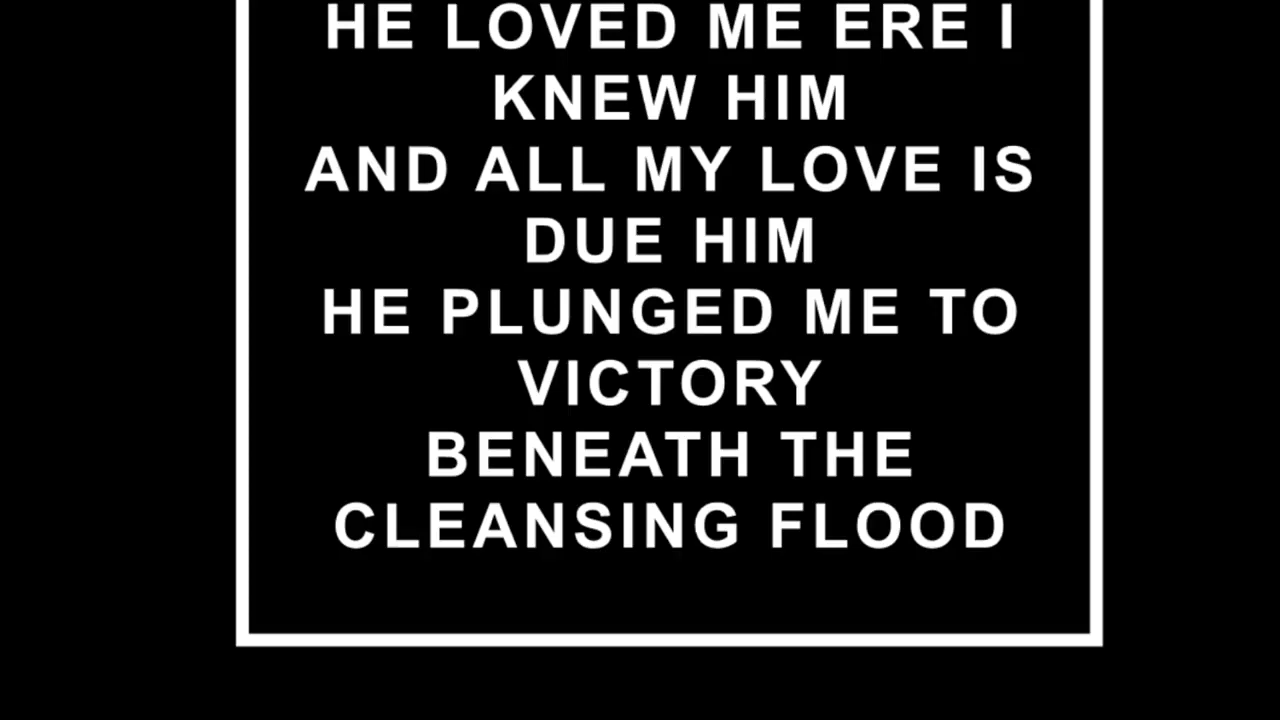 HE LOVED ME ERE I
KNEW HIM
AND ALL MY LOVE IS
DUE HIM
HE PLUNGED ME TO
VICTORY
BENEATH THE
CLEANSING FLOOD